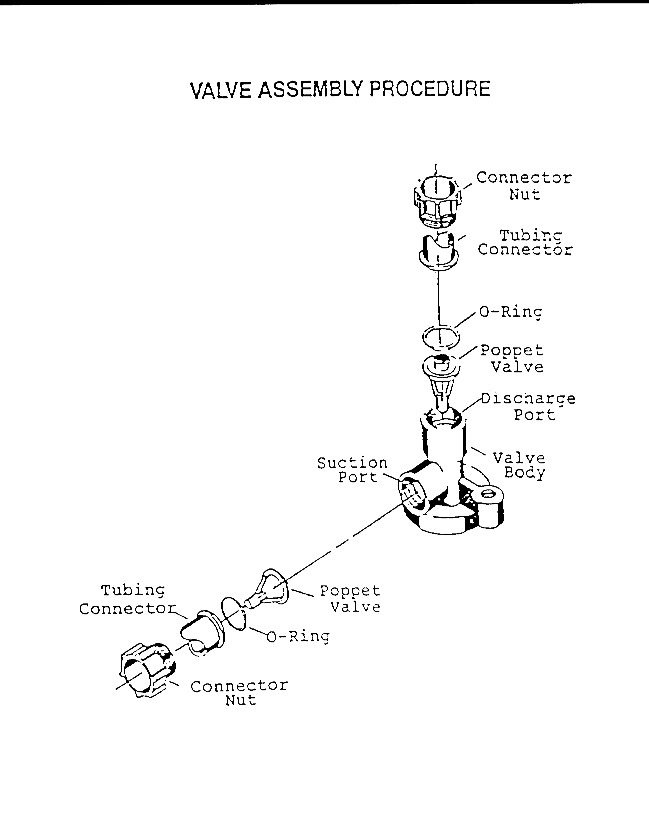 VALVE ASSEMBLY PROCEDURE
Connector
Nut
Tubing
Connector
O-Ring
Poppet
Valve
Discharge
Port
Suction
Port
Valve
Body
Tubing
Connector
Poppet
Valve
O-Ring
Connector
Nut